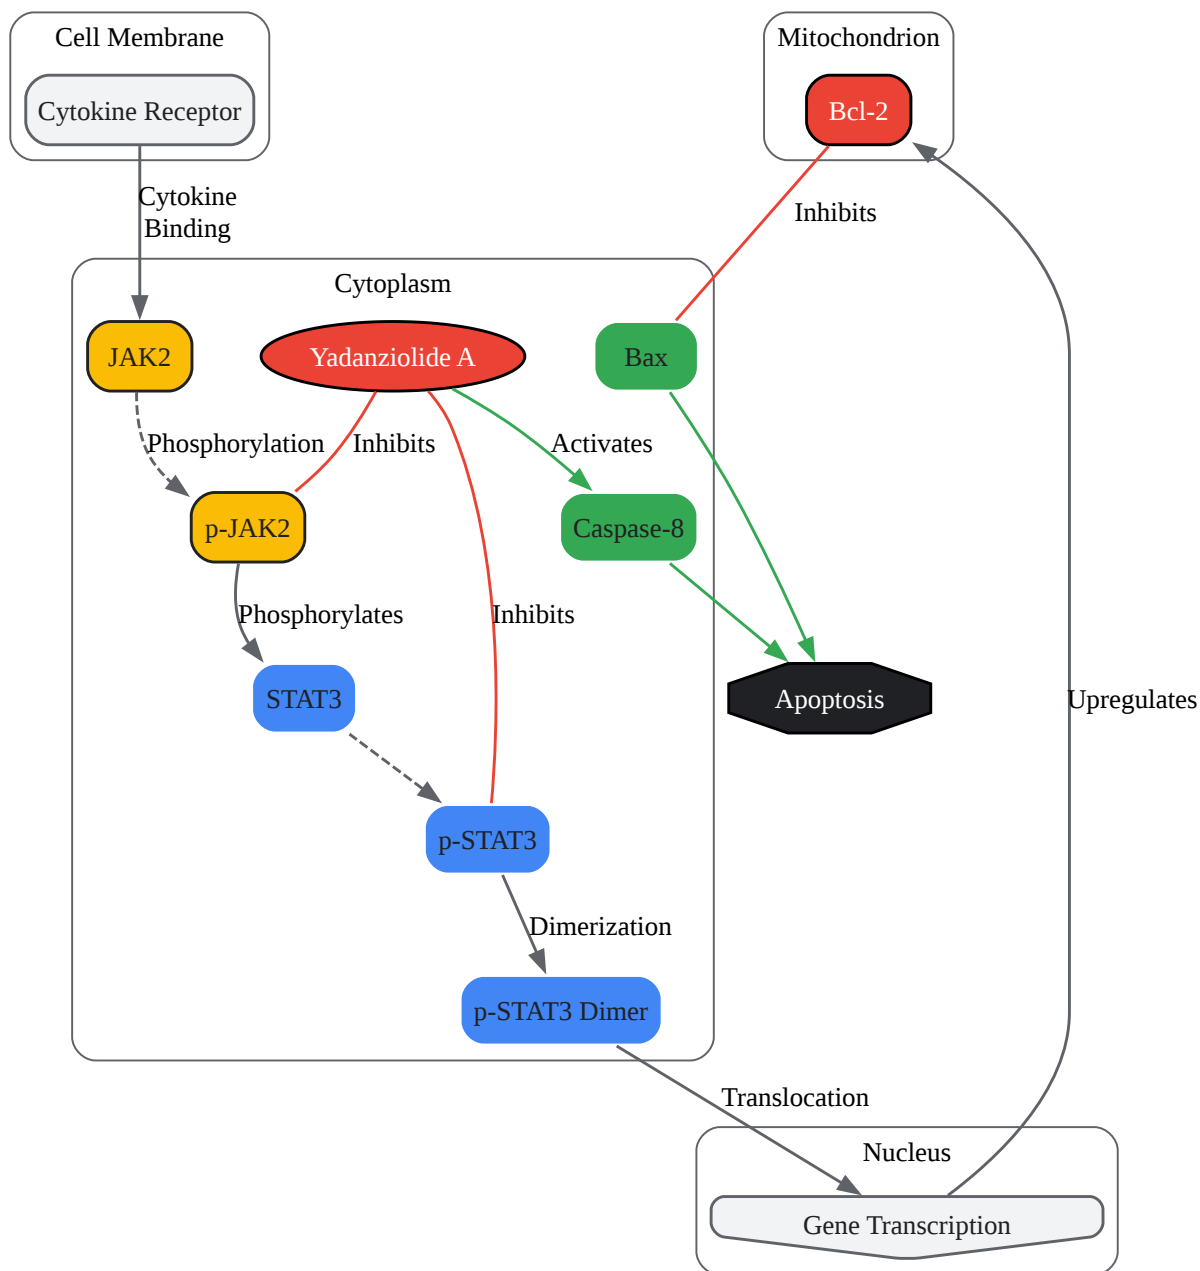 Cell Membrane
Mitochondrion
Cytokine Receptor
Bcl-2
Cytokine
Binding
Inhibits
Cytoplasm
JAK2
Yadanziolide A
Bax
Phosphorylation
Inhibits
Activates
p-JAK2
Caspase-8
Phosphorylates
Inhibits
STAT3
Apoptosis
Upregulates
p-STAT3
Dimerization
p-STAT3 Dimer
Translocation
Nucleus
Gene Transcription